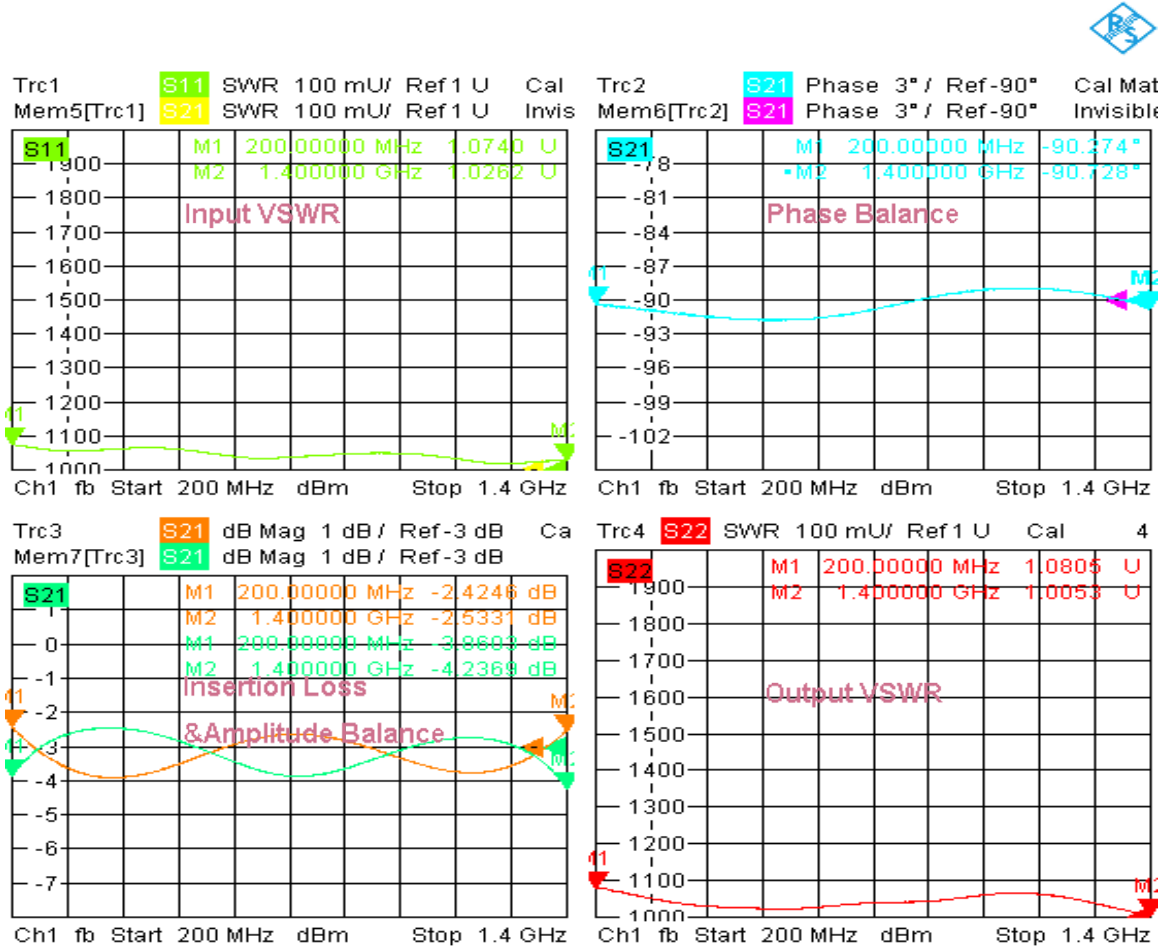 R&S
Trc1 S11 SWR 100 mU/ Ref 1 U Cal
Mem5[Trc1] S21 SWR 100 mU/ Ref 1 U Invis
S11
M1 200.00000 MHz 1.0740 U
M2 1.400000 GHz 1.0262 U
Input VSWR
1900
1800
1700
1600
1500
1400
1300
1200
1100
1000
M1
M2
Ch1 fb Start 200 MHz dBm Stop 1.4 GHz
Trc2 S21 Phase 3° / Ref -90° Cal Mat
Mem6[Trc2] S21 Phase 3° / Ref -90° Invisible
S21
M1 200.00000 MHz -90.274°
•M2 1.400000 GHz -90.728°
Phase Balance
-78
-81
-84
-87
-90
-93
-96
-99
-102
M2
Ch1 fb Start 200 MHz dBm Stop 1.4 GHz
Trc3 S21 dB Mag 1 dB / Ref -3 dB Ca
Mem7[Trc3] S21 dB Mag 1 dB / Ref -3 dB
S21
M1 200.00000 MHz -2.4246 dB
M2 1.400000 GHz -2.5331 dB
M1 200.00000 MHz -3.8603 dB
M2 1.400000 GHz -4.2369 dB
Insertion Loss
&Amplitude Balance
1
0
-1
-2
-3
-4
-5
-6
-7
Ch1 fb Start 200 MHz dBm Stop 1.4 GHz
Trc4 S22 SWR 100 mU/ Ref 1 U Cal 4
S22
M1 200.00000 MHz 1.0805 U
M2 1.400000 GHz 1.0053 U
Output VSWR
1900
1800
1700
1600
1500
1400
1300
1200
1100
1000
M2
Ch1 fb Start 200 MHz dBm Stop 1.4 GHz